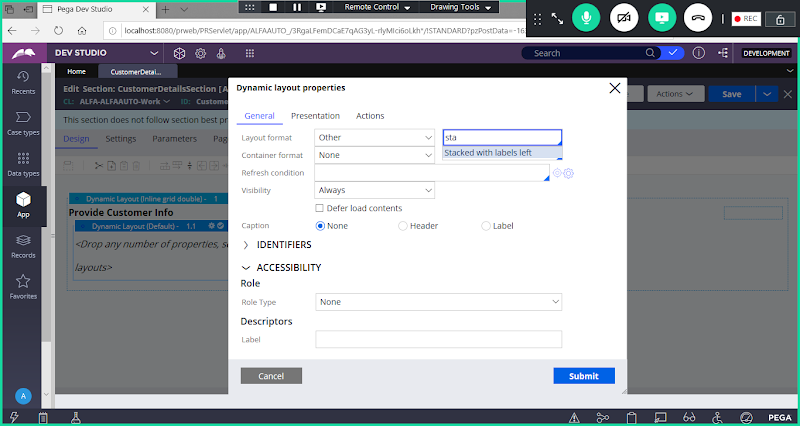 Pega Dev Studio
Remote Control
Drawing Tools
REC
localhost:8080/prweb/PRServlet/app/ALFAAUTO_/3RgaLFemDCaE7qAG3yL-rlyMlci6oLkh*/!STANDARD?pzPostData=-16
DEV STUDIO
Search
DEVELOPMENT
Home
CustomerDetai...
Recents
Case types
Data types
App
Records
Favorites
A
Edit Section: CustomerDetailsSection [A
CL: ALFA-ALFAAUTO-Work
ID: Custome
Actions
Save
This section does not follow section best pr
Design
Settings
Parameters
Pag
Dynamic Layout (Inline grid double) - 1
Provide Customer Info
Dynamic Layout (Default) - 1.1
<Drop any number of properties, s
layouts>
Dynamic layout properties
General
Presentation
Actions
Layout format
Other
sta
Stacked with labels left
Container format
None
Refresh condition
Visibility
Always
Defer load contents
Caption
None
Header
Label
IDENTIFIERS
ACCESSIBILITY
Role
Role Type
None
Descriptors
Label
Cancel
Submit
PEGA